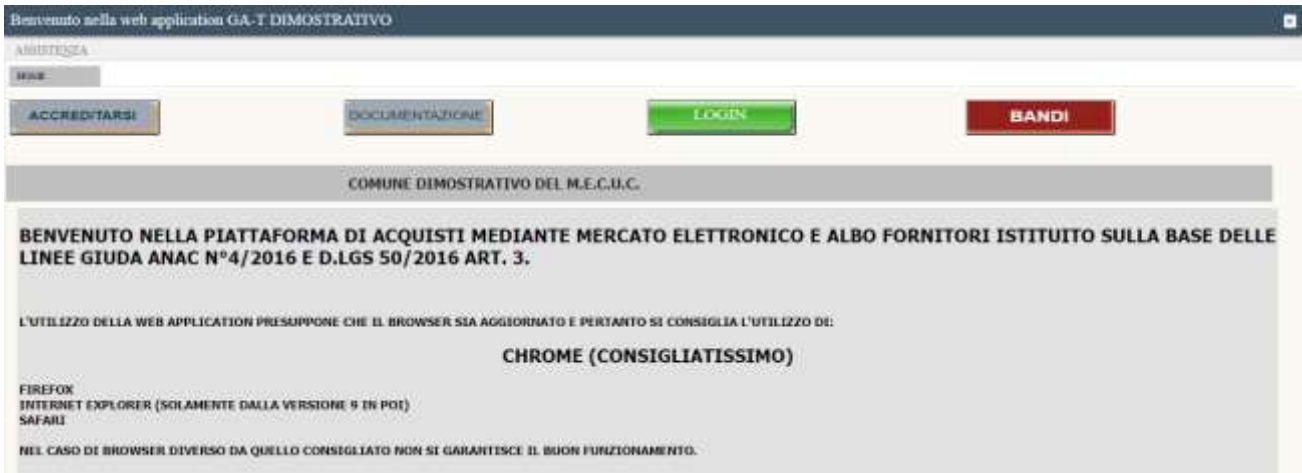 Benvenuto nella web application GA-T DIMOSTRATIVO
ASSISTENZA
HOME
ACCREDITARSI
DOCUMENTAZIONE
LOGIN
BANDI
COMUNE DIMOSTRATIVO DEL M.E.C.U.C.
BENVENUTO NELLA PIATTAFORMA DI ACQUISTI MEDIANTE MERCATO ELETTRONICO E ALBO FORNITORI ISTITUITO SULLA BASE DELLE
LINEE GIUDA ANAC N°4/2016 E D.LGS 50/2016 ART. 3.
L'UTILIZZO DELLA WEB APPLICATION PRESUPPONE CHE IL BROWSER SIA AGGIORNATO E PERTANTO SI CONSIGLIA L'UTILIZZO DI:
CHROME (CONSIGLIATISSIMO)
FIREFOX
INTERNET EXPLORER (SOLAMENTE DALLA VERSIONE 9 IN POI)
SAFARI
NEL CASO DI BROWSER DIVERSO DA QUELLO CONSIGLIATO NON SI GARANTISCE IL BUON FUNZIONAMENTO.